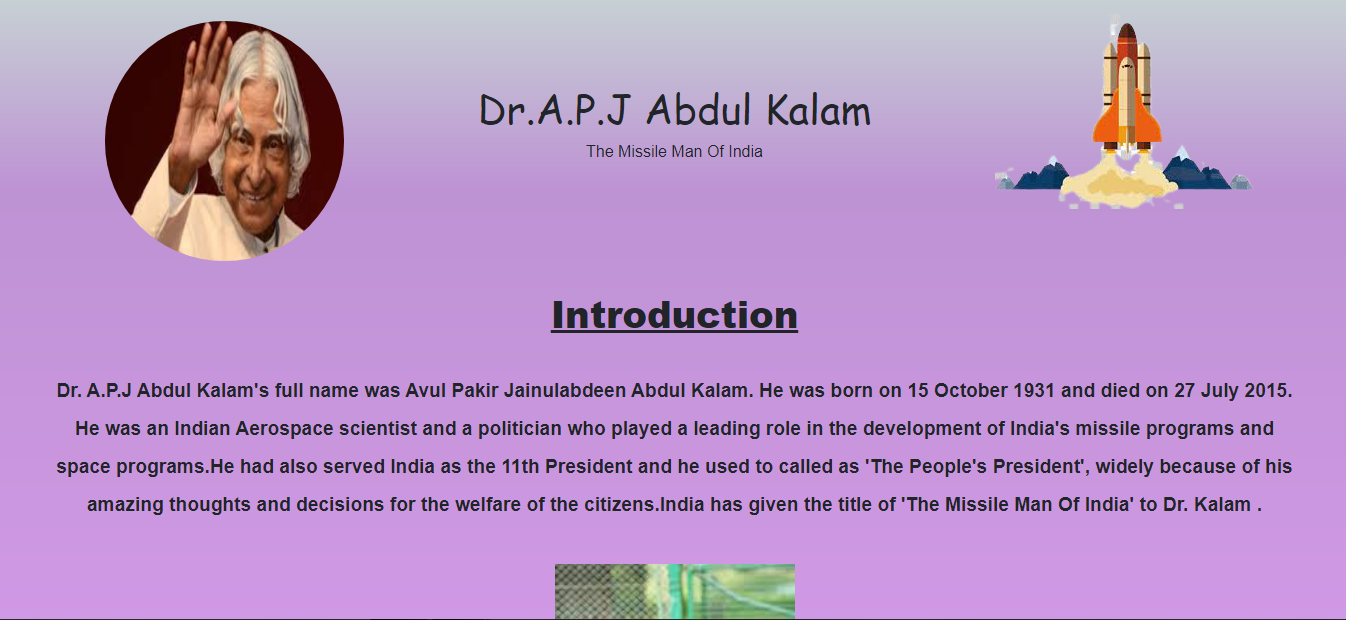 Dr.A.P.J Abdul Kalam
The Missile Man Of India
Introduction
Dr. A.P.J Abdul Kalam's full name was Avul Pakir Jainulabdeen Abdul Kalam. He was born on 15 October 1931 and died on 27 July 2015.
He was an Indian Aerospace scientist and a politician who played a leading role in the development of India's missile programs and
space programs.He had also served India as the 11th President and he used to called as 'The People's President', widely because of his
amazing thoughts and decisions for the welfare of the citizens.India has given the title of 'The Missile Man Of India' to Dr. Kalam .